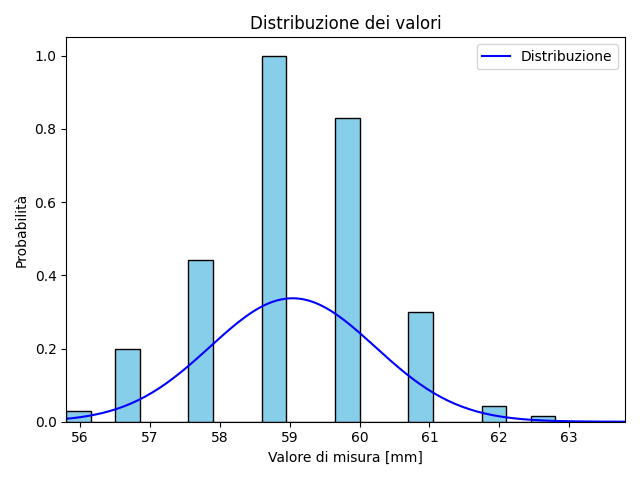 Distribuzione dei valori
Distribuzione
1.0
0.8
0.6
0.4
0.2
0.0
Probabilità
56 57 58 59 60 61 62 63
Valore di misura [mm]